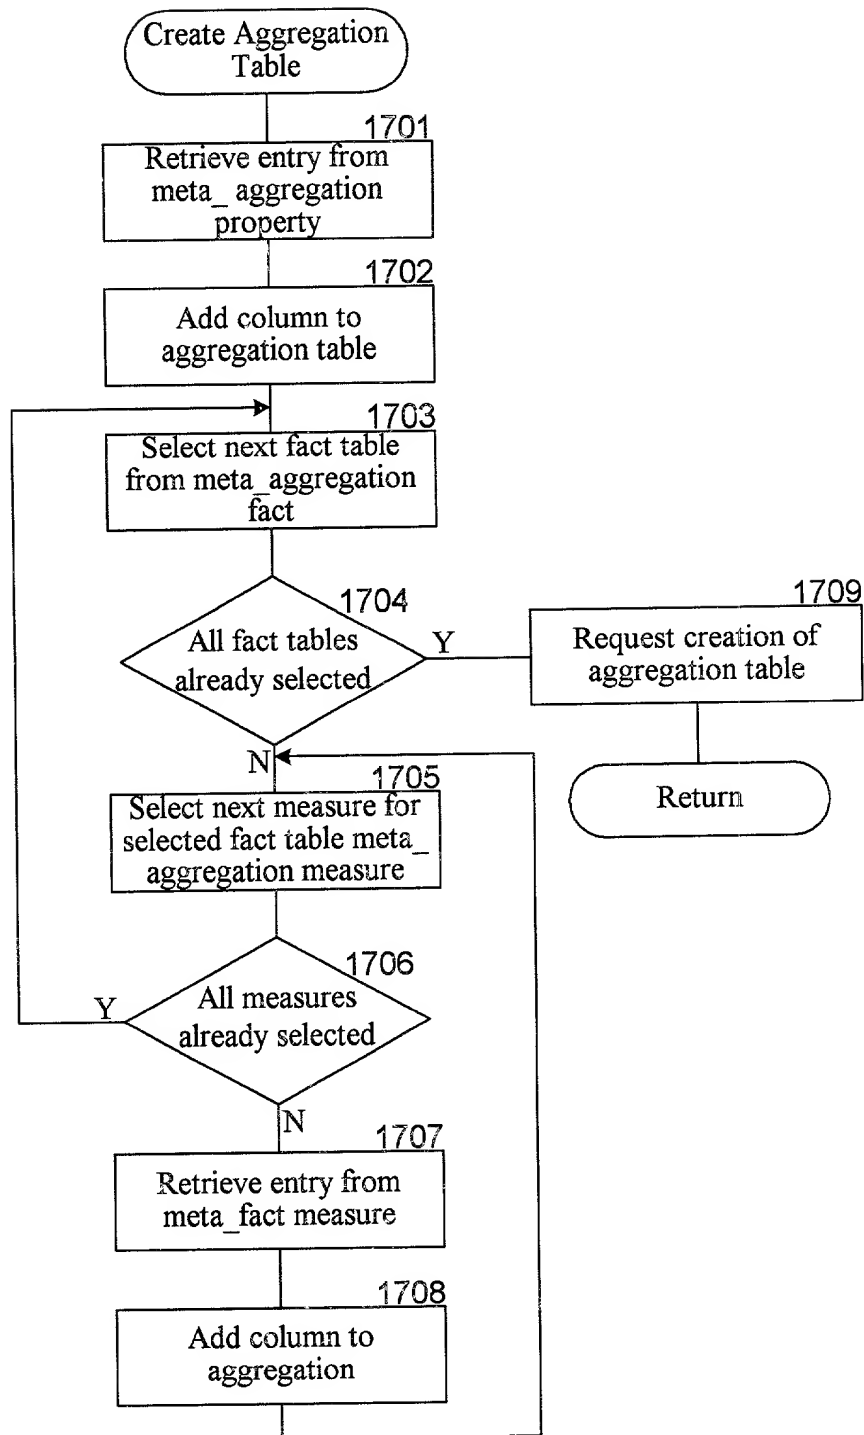 Create Aggregation
Table
1701
Retrieve entry from
meta_ aggregation
property
1702
Add column to
aggregation table
1703
Select next fact table
from meta_aggregation
fact
1704
All fact tables
already selected
Y
N
1709
Request creation of
aggregation table
Return
1705
Select next measure for
selected fact table meta_
aggregation measure
1706
All measures
already selected
Y
N
1707
Retrieve entry from
meta_fact measure
1708
Add column to
aggregation